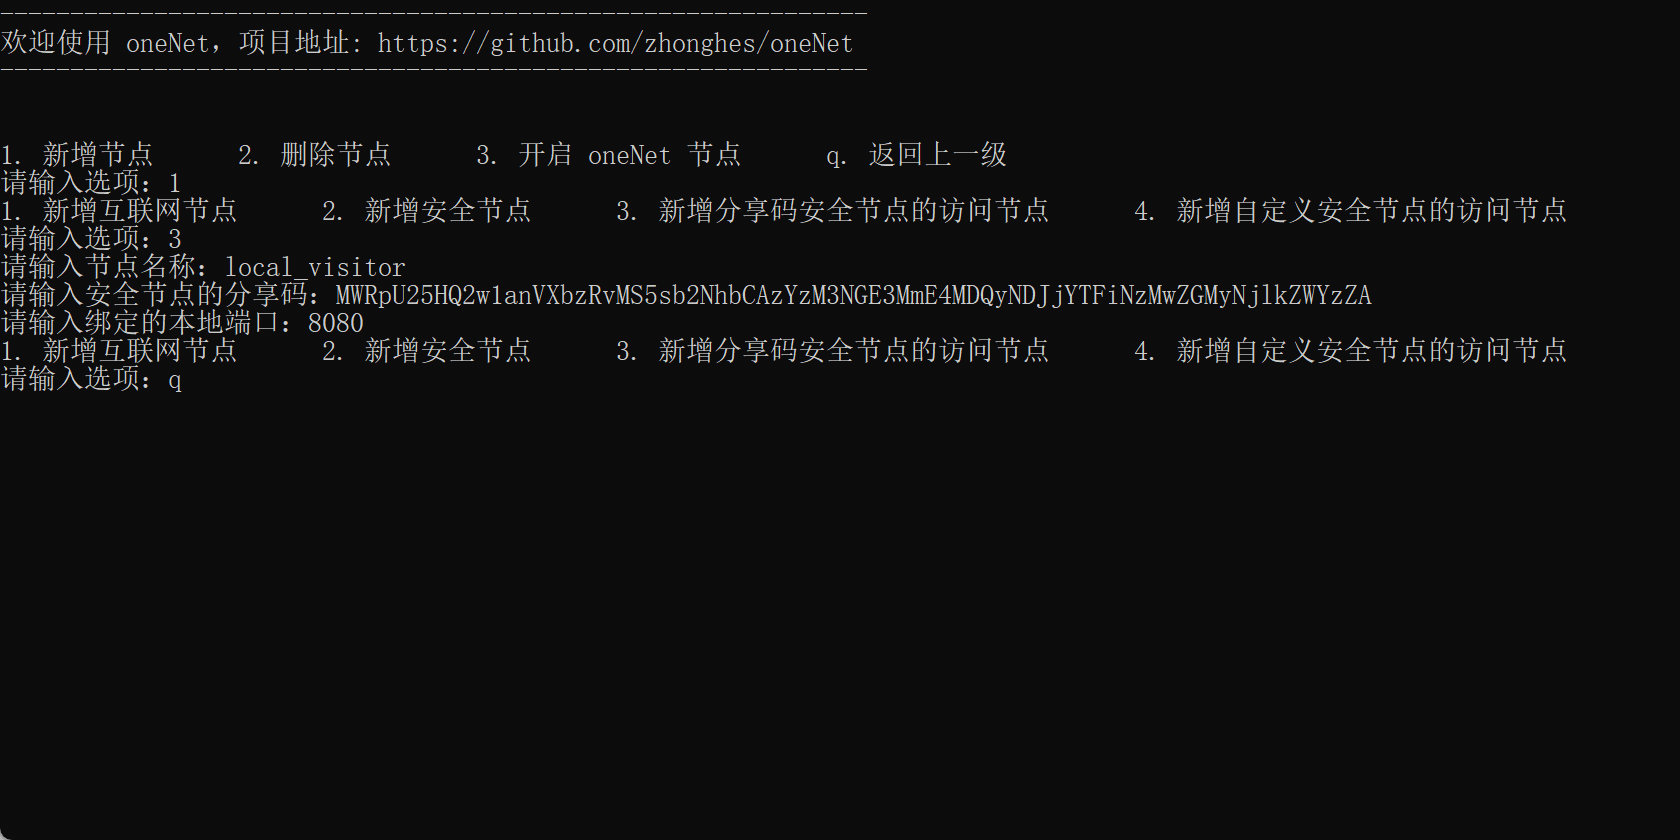 --------------------------------------------------------------
欢迎使用 oneNet，项目地址: https://github.com/zhonghes/oneNet
--------------------------------------------------------------
1. 新增节点      2. 删除节点      3. 开启 oneNet 节点      q. 返回上一级
请输入选项：1
1. 新增互联网节点      2. 新增安全节点      3. 新增分享码安全节点的访问节点      4. 新增自定义安全节点的访问节点
请输入选项：3
请输入节点名称：local_visitor
请输入安全节点的分享码：MWRpU25HQ2w1anVXbzRvMS5sb2NhbCAzYzM3NGE3MmE4MDQyNDJjYTFiNzMwZGMyNjlkZWYzZA
请输入绑定的本地端口：8080
1. 新增互联网节点      2. 新增安全节点      3. 新增分享码安全节点的访问节点      4. 新增自定义安全节点的访问节点
请输入选项：q